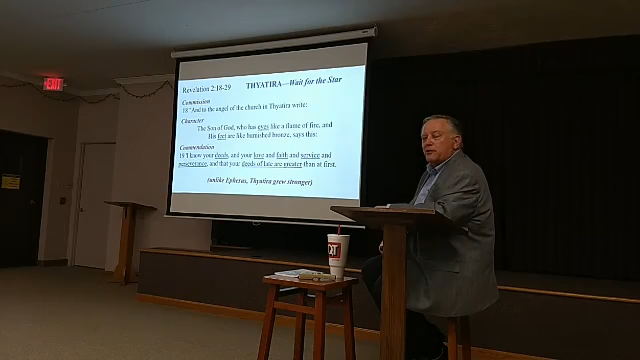 EXIT
Revelation 2:18-29 THYATIRA—Wait for the Star
Commission
18 "And to the angel of the church in Thyatira write:
Character
The Son of God, who has eyes like a flame of fire, and
His feet are like burnished bronze, says this:
Commendation
19 'I know your deeds, and your love and faith and service and
perseverance, and that your deeds of late are greater than at first.
(unlike Ephesus, Thyatira grew stronger)
QT